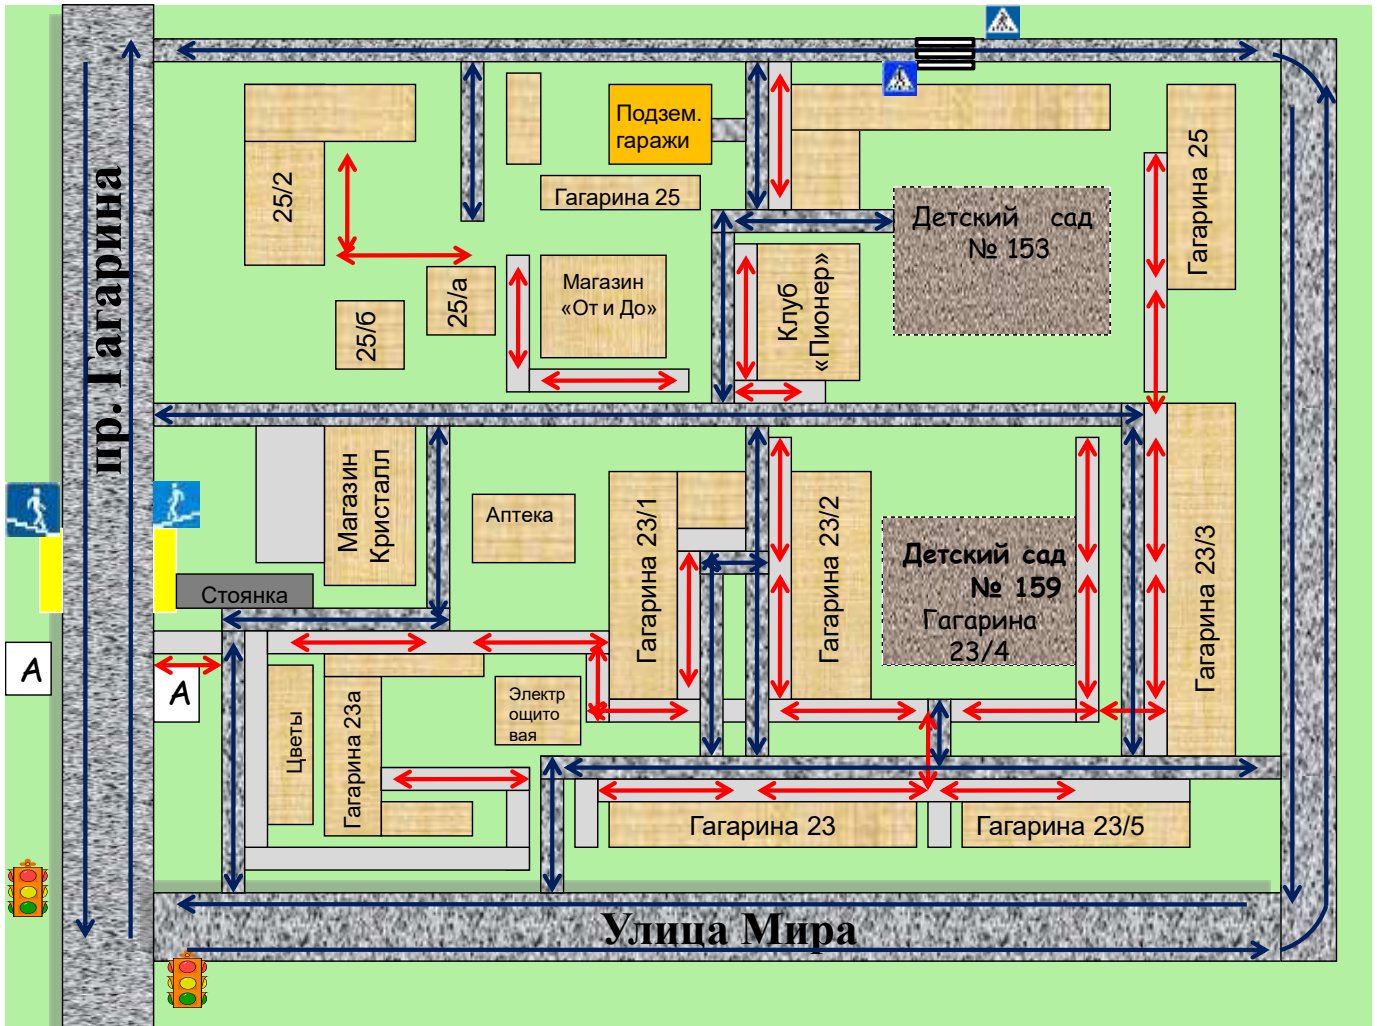 пр. Гагарина
25/2
Подзем.
гаражи
Гагарина 25
Гагарина 25
Детский сад
№ 153
25/б
25/а
Магазин
«От и До»
Клуб
«Пионер»
Магазин
Кристалл
Аптека
Гагарина 23/1
Гагарина 23/2
Детский сад
№ 159
Гагарина
23/4
Гагарина 23/3
Стоянка
А
А
Цветы
Гагарина 23а
Электр
ощито
вая
Гагарина 23
Гагарина 23/5
Улица Мира